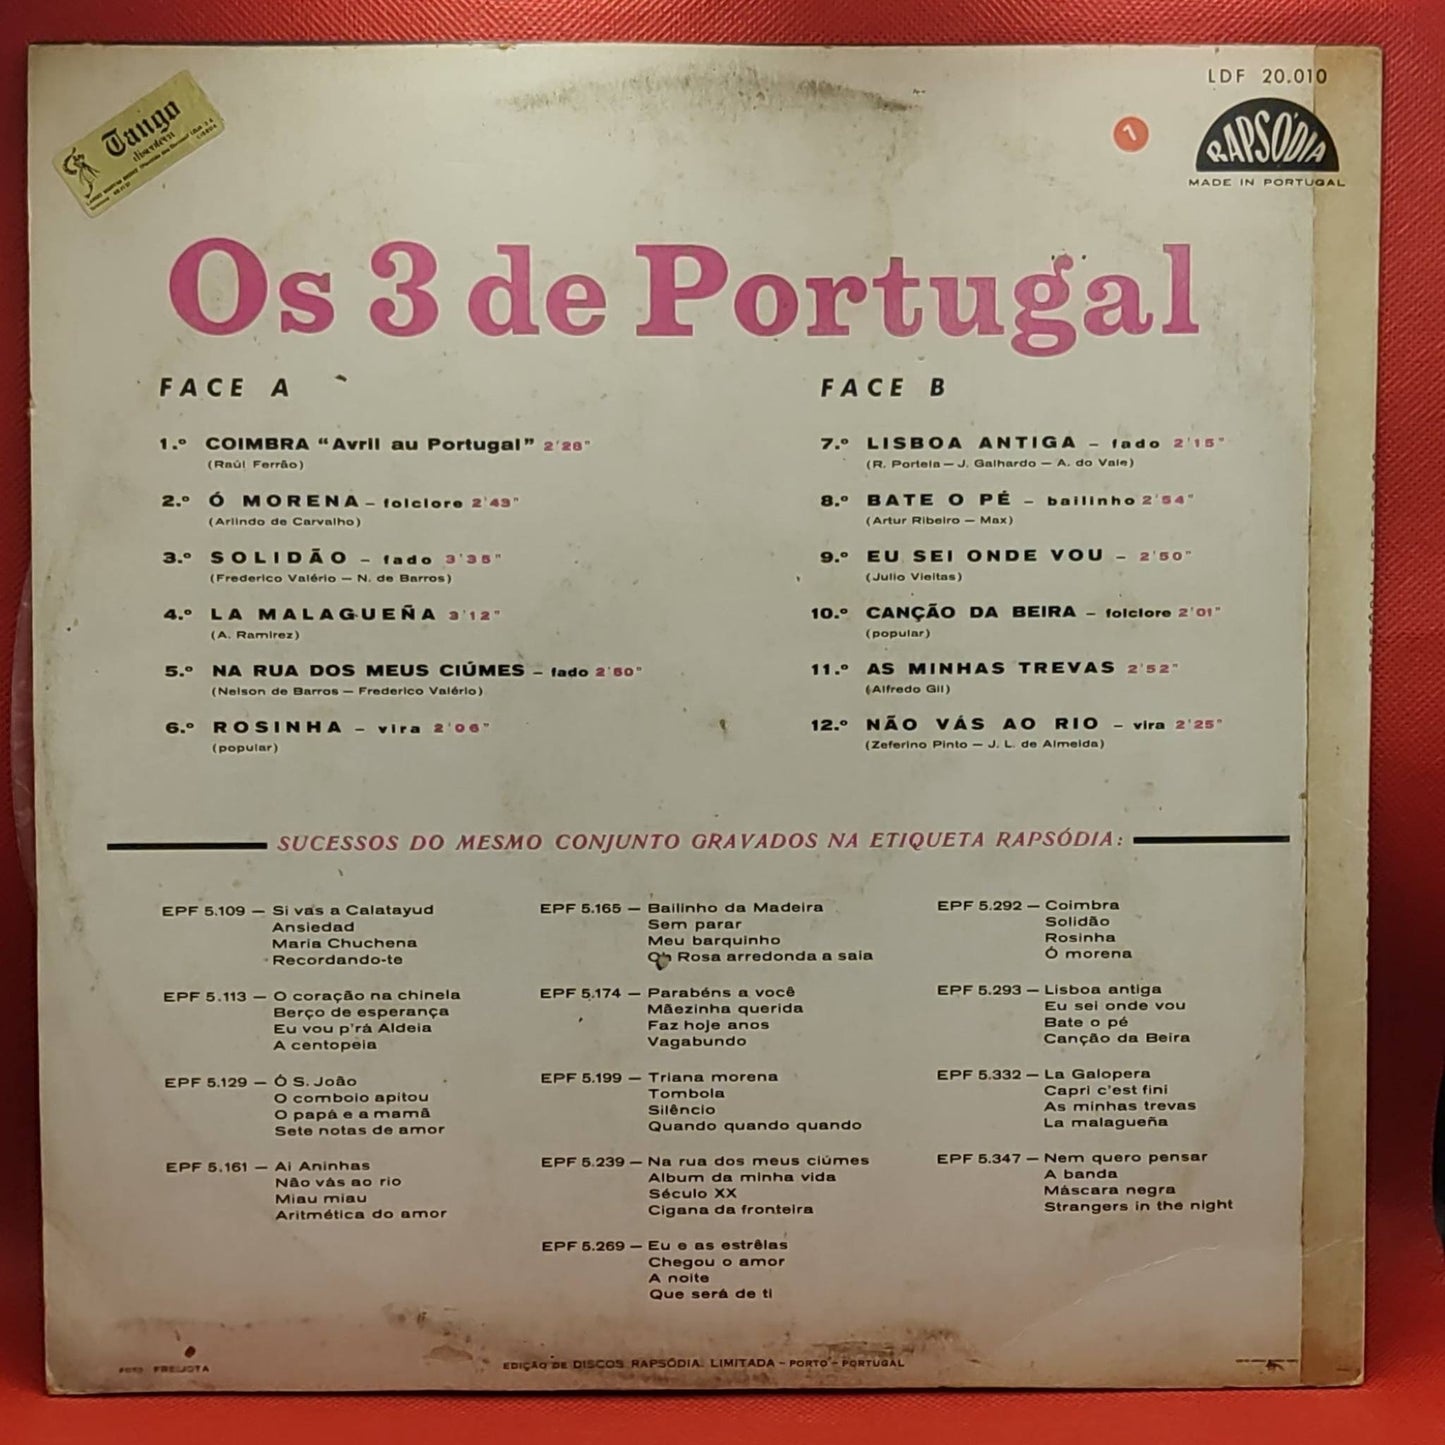 LDF 20.010
Tango
discoteca
LISBOA
1
RAPSÓDIA
MADE IN PORTUGAL
Os 3 de Portugal
FACE A
1.º COIMBRA “Avril au Portugal” 2'28"
(Raúl Ferrão)
2.º Ó MORENA – folclore 2'43"
(Arlindo de Carvalho)
3.º SOLIDÃO – fado 3'35"
(Frederico Valério — N. de Barros)
4.º LA MALAGUEÑA 3'12"
(A. Ramirez)
5.º NA RUA DOS MEUS CIÚMES – fado 2'50"
(Nelson de Barros — Frederico Valério)
6.º ROSINHA – vira 2'06"
(popular)
FACE B
7.º LISBOA ANTIGA – fado 2'15"
(R. Portela — J. Galhardo — A. do Vale)
8.º BATE O PÉ – bailinho 2'54"
(Artur Ribeiro — Max)
9.º EU SEI ONDE VOU – 2'50"
(Julio Vieitas)
10.º CANÇÃO DA BEIRA – folclore 2'01"
(popular)
11.º AS MINHAS TREVAS 2'52"
(Alfredo Gil)
12.º NÃO VÁS AO RIO – vira 2'25"
(Zeferino Pinto — J. L. de Almeida)
SUCESSOS DO MESMO CONJUNTO GRAVADOS NA ETIQUETA RAPSÓDIA:
EPF 5.109 — Si vas a Calatayud
Ansiedad
Maria Chuchena
Recordando-te
EPF 5.113 — O coração na chinela
Berço de esperança
Eu vou p'rá Aldeia
A centopeia
EPF 5.129 — Ó S. João
O comboio apitou
O papá e a mamã
Sete notas de amor
EPF 5.161 — Ai Aninhas
Não vás ao rio
Miau miau
Aritmética do amor
EPF 5.165 — Bailinho da Madeira
Sem parar
Meu barquinho
Oh Rosa arredonda a saia
EPF 5.174 — Parabéns a você
Mãezinha querida
Faz hoje anos
Vagabundo
EPF 5.199 — Triana morena
Tombola
Silêncio
Quando quando quando
EPF 5.239 — Na rua dos meus ciúmes
Album da minha vida
Século XX
Cigana da fronteira
EPF 5.269 — Eu e as estrêlas
Chegou o amor
A noite
Que será de ti
EPF 5.292 — Coimbra
Solidão
Rosinha
Ó morena
EPF 5.293 — Lisboa antiga
Eu sei onde vou
Bate o pé
Canção da Beira
EPF 5.332 — La Galopera
Capri c'est fini
As minhas trevas
La malagueña
EPF 5.347 — Nem quero pensar
A banda
Máscara negra
Strangers in the night
FOTO FREIJOTA
EDIÇÃO DE DISCOS RAPSÓDIA, LIMITADA – PORTO – PORTUGAL